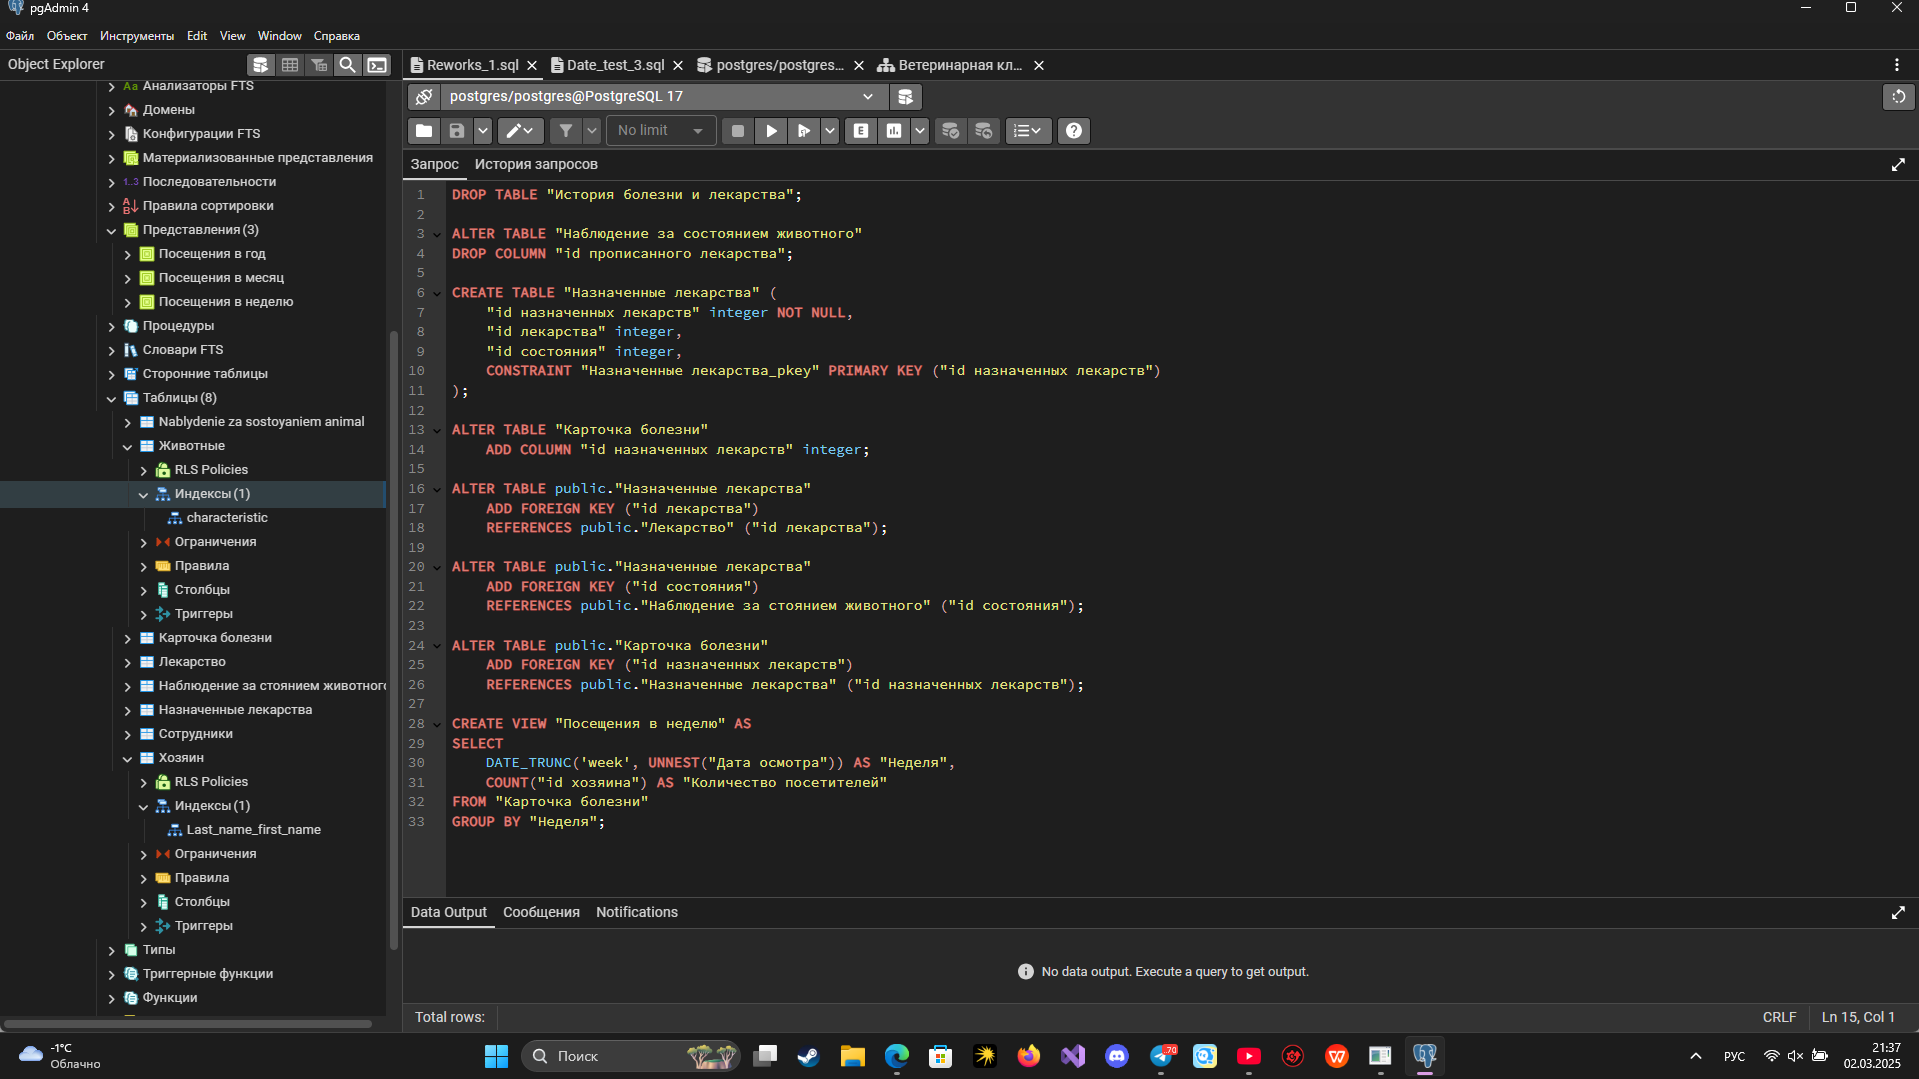 pgAdmin 4
Файл Объект Инструменты Edit View Window Справка
Object Explorer
Анализаторы FTS
Домены
Конфигурации FTS
Материализованные представления
1..3 Последовательности
Правила сортировки
Представления (3)
Посещения в год
Посещения в месяц
Посещения в неделю
Процедуры
Словари FTS
Сторонние таблицы
Таблицы (8)
Nablydenie za sostoyaniem animal
Животные
RLS Policies
Индексы (1)
characteristic
Ограничения
Правила
Столбцы
Триггеры
Карточка болезни
Лекарство
Наблюдение за стоянием животного
Назначенные лекарства
Сотрудники
Хозяин
RLS Policies
Индексы (1)
Last_name_first_name
Ограничения
Правила
Столбцы
Триггеры
Типы
Триггерные функции
Функции
Reworks_1.sql Date_test_3.sql postgres/postgres... Ветеринарная кл...
postgres/postgres@PostgreSQL 17
No limit
Запрос История запросов
1 DROP TABLE "История болезни и лекарства";
2
3 ALTER TABLE "Наблюдение за состоянием животного"
4 DROP COLUMN "id прописанного лекарства";
5
6 CREATE TABLE "Назначенные лекарства" (
7 "id назначенных лекарств" integer NOT NULL,
8 "id лекарства" integer,
9 "id состояния" integer,
10 CONSTRAINT "Назначенные лекарства_pkey" PRIMARY KEY ("id назначенных лекарств")
11 );
12
13 ALTER TABLE "Карточка болезни"
14 ADD COLUMN "id назначенных лекарств" integer;
15
16 ALTER TABLE public."Назначенные лекарства"
17 ADD FOREIGN KEY ("id лекарства")
18 REFERENCES public."Лекарство" ("id лекарства");
19
20 ALTER TABLE public."Назначенные лекарства"
21 ADD FOREIGN KEY ("id состояния")
22 REFERENCES public."Наблюдение за стоянием животного" ("id состояния");
23
24 ALTER TABLE public."Карточка болезни"
25 ADD FOREIGN KEY ("id назначенных лекарств")
26 REFERENCES public."Назначенные лекарства" ("id назначенных лекарств");
27
28 CREATE VIEW "Посещения в неделю" AS
29 SELECT
30 DATE_TRUNC('week', UNNEST("Дата осмотра")) AS "Неделя",
31 COUNT("id хозяина") AS "Количество посетителей"
32 FROM "Карточка болезни"
33 GROUP BY "Неделя";
Data Output Сообщения Notifications
No data output. Execute a query to get output.
Total rows:
CRLF Ln 15, Col 1
-1°C
Облачно
Поиск
70
РУС
21:37
02.03.2025